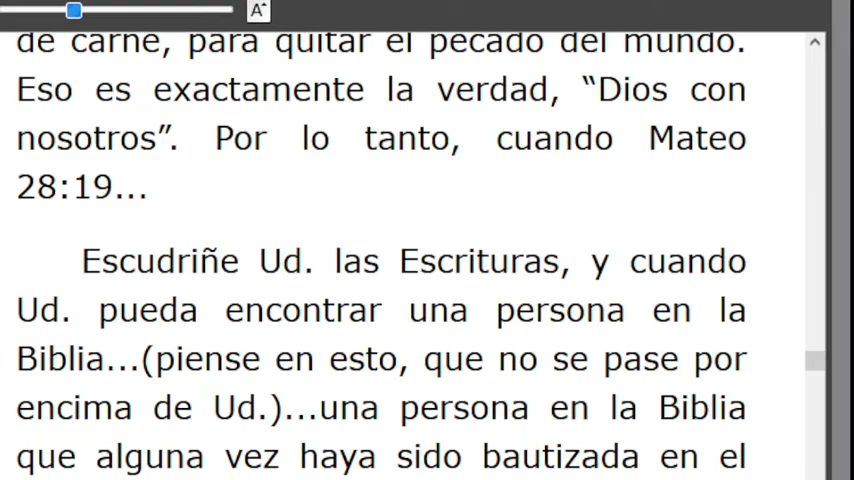 A
de carne, para quitar el pecado del mundo.
Eso es exactamente la verdad, “Dios con
nosotros”. Por lo tanto, cuando Mateo
28:19...
Escudriñe Ud. las Escrituras, y cuando
Ud. pueda encontrar una persona en la
Biblia...(piense en esto, que no se pase por
encima de Ud.)...una persona en la Biblia
que alguna vez haya sido bautizada en el